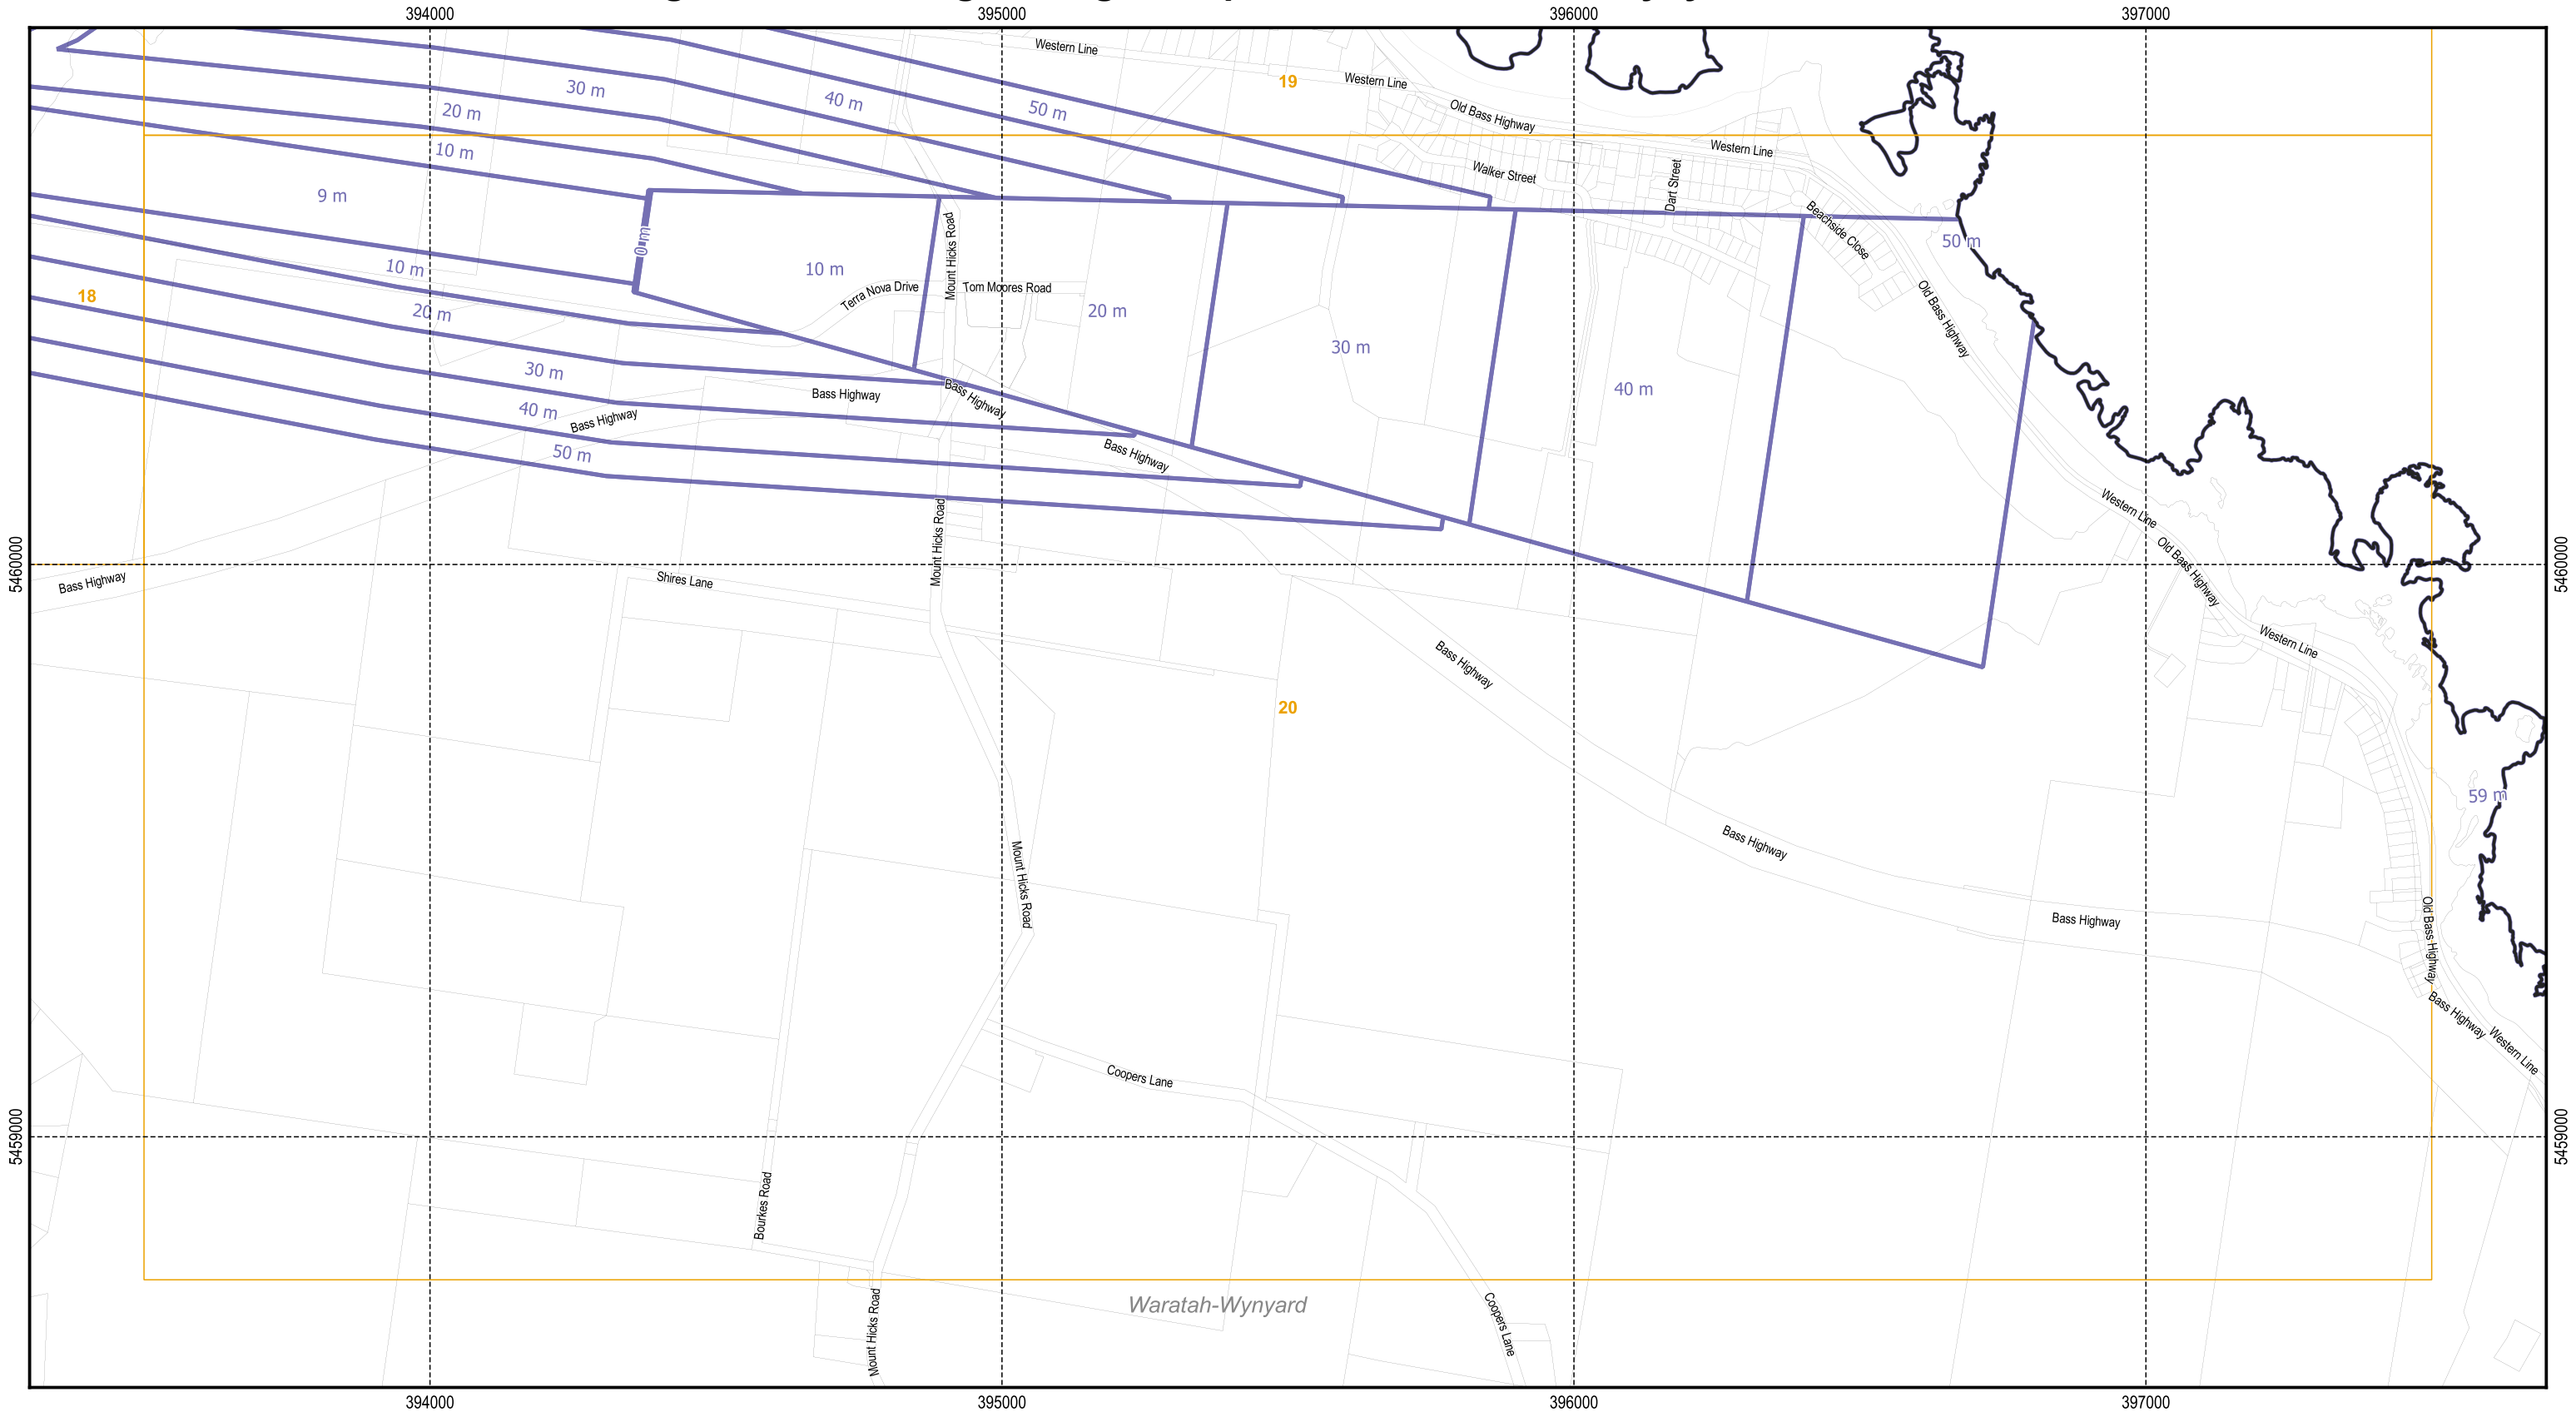 394000
395000
396000
397000
Western Line
Western Line
19
30 m
20 m
40 m
50 m
Old Bass Highway
10 m
Western Line
Walker Street
Dart Street
9 m
Beachside Close
50 m
0 m
Mount Hicks Road
10 m
10 m
Terra Nova Drive
Tom Moores Road
18
20 m
20 m
Old Bass Highway
30 m
30 m
40 m
Bass Highway
Bass Highway
40 m
Bass Highway
50 m
Bass Highway
Western Line
Mount Hicks Road
5460000
5460000
Bass Highway
Shires Lane
Old Bass Highway
Western Line
Bass Highway
20
59 m
Bass Highway
Mount Hicks Road
Bass Highway
Old Bass Highway
Bass Highway
Western Line
Coopers Lane
5459000
5459000
Bourkes Road
Waratah-Wynyard
Mount Hicks Road
Coopers Lane
394000
395000
396000
397000